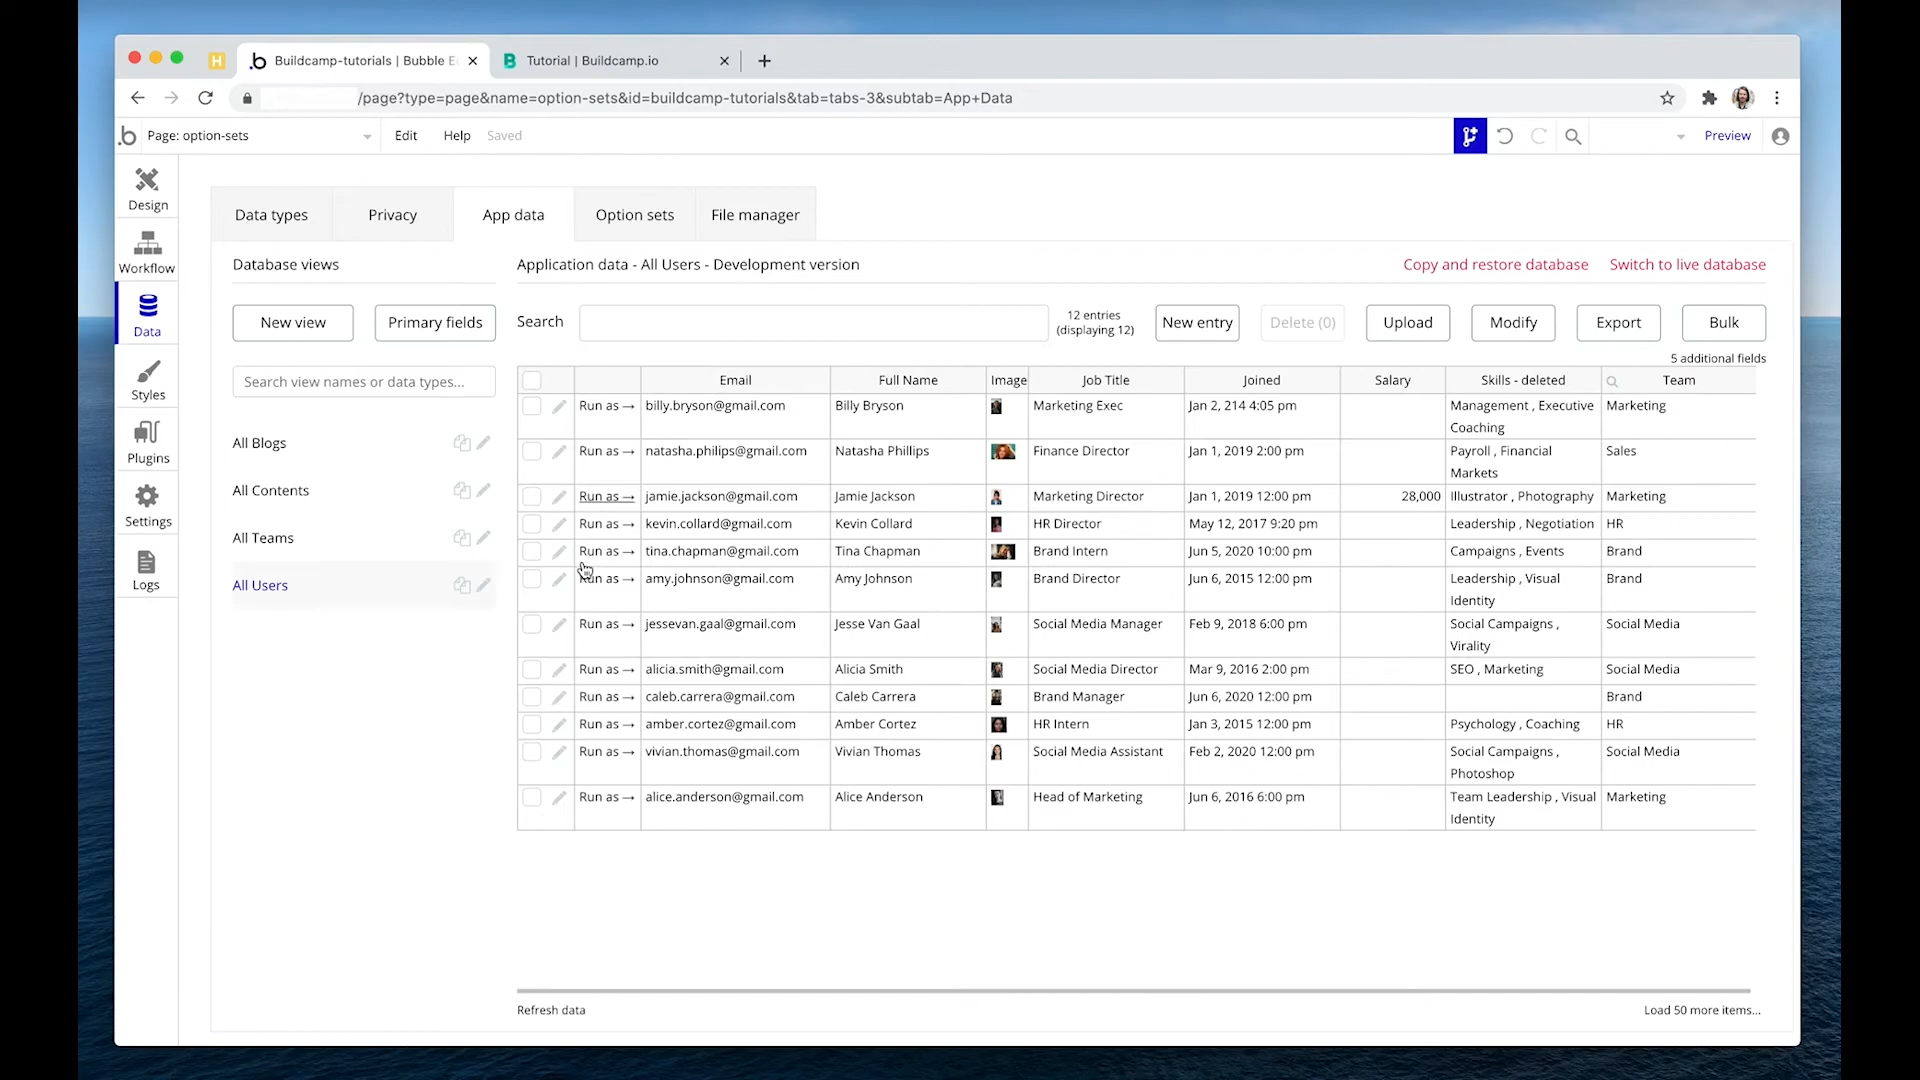 H
Buildcamp-tutorials | Bubble E
Tutorial | Buildcamp.io
/page?type=page&name=option-sets&id=buildcamp-tutorials&tab=tabs-3&subtab=App+Data
Page: option-sets
Edit
Help
Saved
Preview
Design
Workflow
Data
Styles
Plugins
Settings
Logs
Data types
Privacy
App data
Option sets
File manager
Database views
New view
Primary fields
Search view names or data types...
All Blogs
All Contents
All Teams
All Users
Application data - All Users - Development version
Copy and restore database
Switch to live database
Search
12 entries
(displaying 12)
New entry
Delete (0)
Upload
Modify
Export
Bulk
5 additional fields
Email Full Name Image Job Title Joined Salary Skills - deleted Team
Run as → billy.bryson@gmail.com Billy Bryson Marketing Exec Jan 2, 214 4:05 pm Management , Executive Marketing
Coaching
Run as → natasha.philips@gmail.com Natasha Phillips Finance Director Jan 1, 2019 2:00 pm Payroll , Financial Sales
Markets
Run as → jamie.jackson@gmail.com Jamie Jackson Marketing Director Jan 1, 2019 12:00 pm 28,000 Illustrator , Photography Marketing
Run as → kevin.collard@gmail.com Kevin Collard HR Director May 12, 2017 9:20 pm Leadership , Negotiation HR
Run as → tina.chapman@gmail.com Tina Chapman Brand Intern Jun 5, 2020 10:00 pm Campaigns , Events Brand
Run as → amy.johnson@gmail.com Amy Johnson Brand Director Jun 6, 2015 12:00 pm Leadership , Visual Brand
Identity
Run as → jessevan.gaal@gmail.com Jesse Van Gaal Social Media Manager Feb 9, 2018 6:00 pm Social Campaigns , Social Media
Virality
Run as → alicia.smith@gmail.com Alicia Smith Social Media Director Mar 9, 2016 2:00 pm SEO , Marketing Social Media
Run as → caleb.carrera@gmail.com Caleb Carrera Brand Manager Jun 6, 2020 12:00 pm Brand
Run as → amber.cortez@gmail.com Amber Cortez HR Intern Jan 3, 2015 12:00 pm Psychology , Coaching HR
Run as → vivian.thomas@gmail.com Vivian Thomas Social Media Assistant Feb 2, 2020 12:00 pm Social Campaigns , Social Media
Photoshop
Run as → alice.anderson@gmail.com Alice Anderson Head of Marketing Jun 6, 2016 6:00 pm Team Leadership , Visual Marketing
Identity
Refresh data
Load 50 more items...